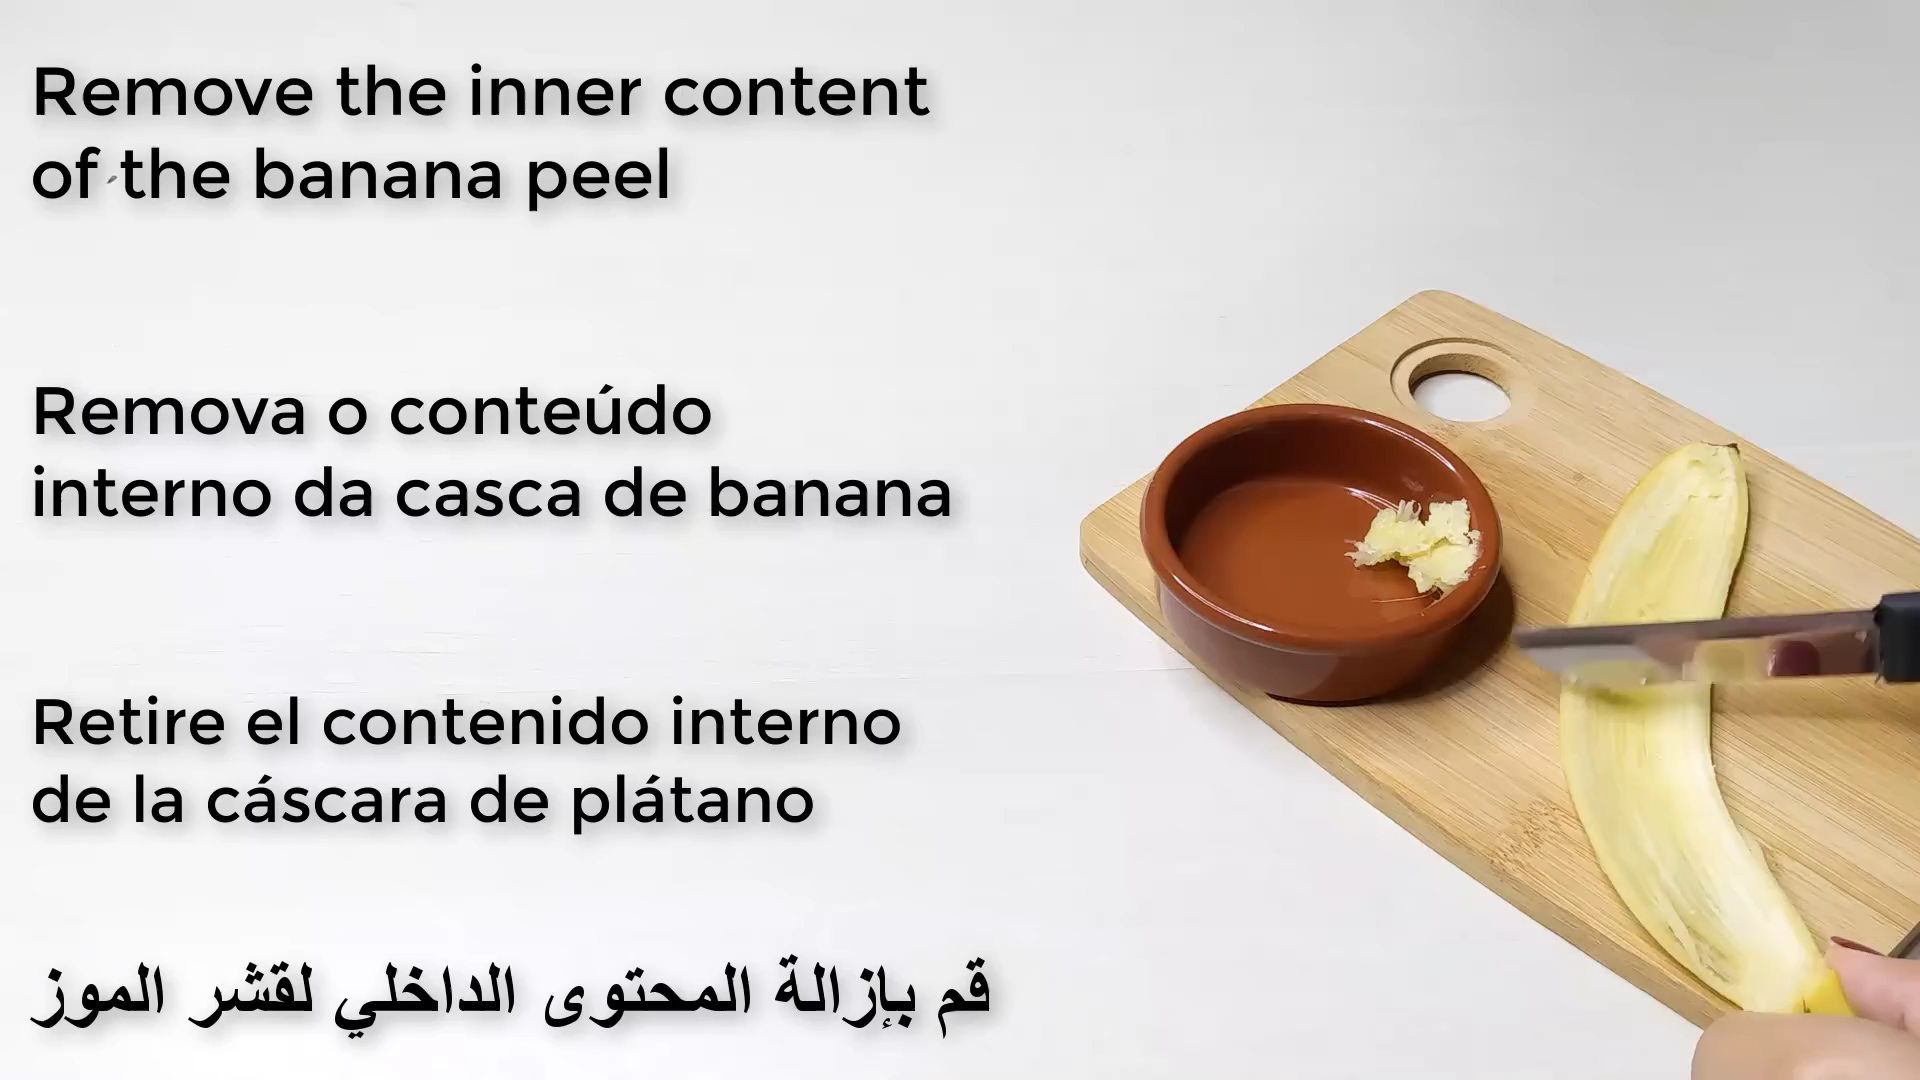 Remove the inner content
of the banana peel
Remova o conteúdo
interno da casca de banana
Retire el contenido interno
de la cáscara de plátano
قم بإزالة المحتوى الداخلي لقشر الموز